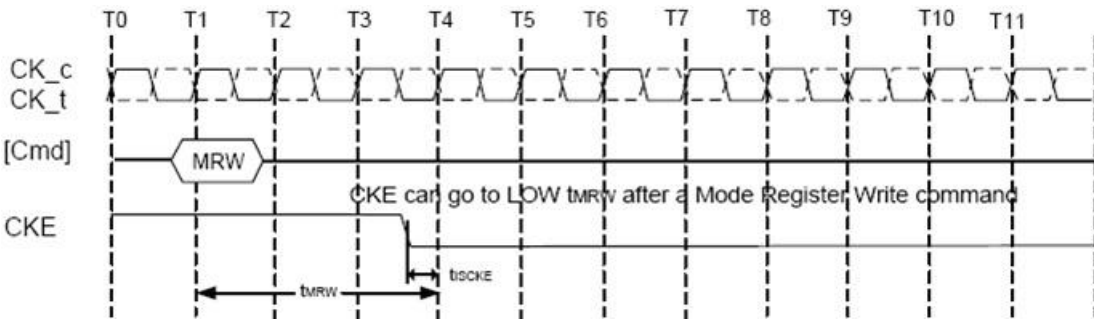 T0 T1 T2 T3 T4 T5 T6 T7 T8 T9 T10 T11
CK_c
CK_t
[Cmd] MRW
CKE can go to LOW tMRW after a Mode Register Write command
CKE
tISCKE
tMRW